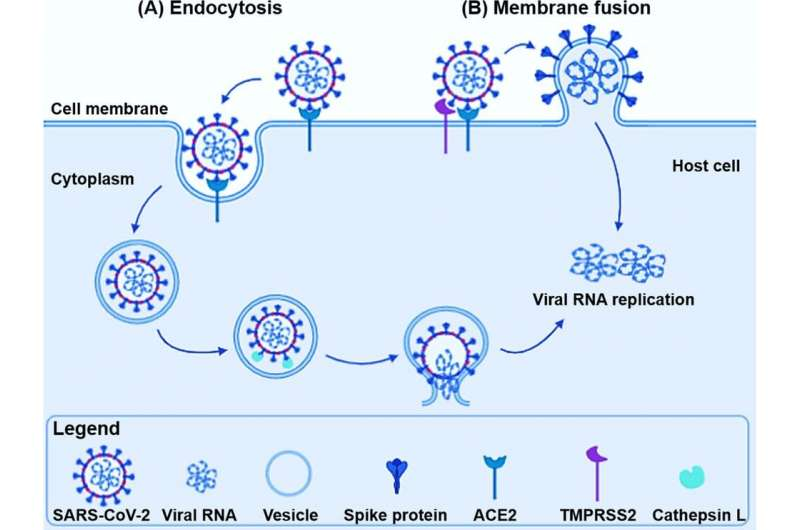 (A) Endocytosis
(B) Membrane fusion
Cell membrane
Cytoplasm
Host cell
Viral RNA replication
Legend
SARS-CoV-2
Viral RNA
Vesicle
Spike protein
ACE2
TMPRSS2
Cathepsin L